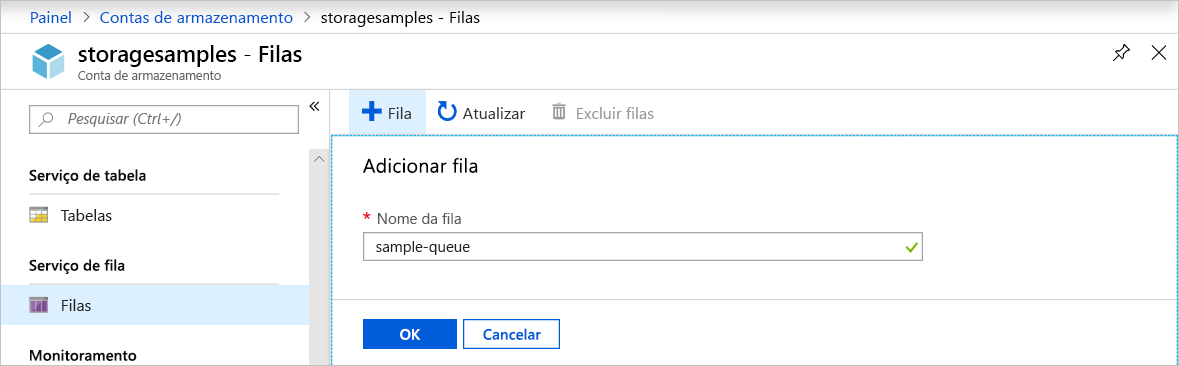 Painel > Contas de armazenamento > storagesamples - Filas
storagesamples - Filas
Conta de armazenamento
Pesquisar (Ctrl+/)
«
Fila
Atualizar
Excluir filas
Serviço de tabela
Tabelas
Serviço de fila
Filas
Monitoramento
Adicionar fila
* Nome da fila
sample-queue
OK
Cancelar